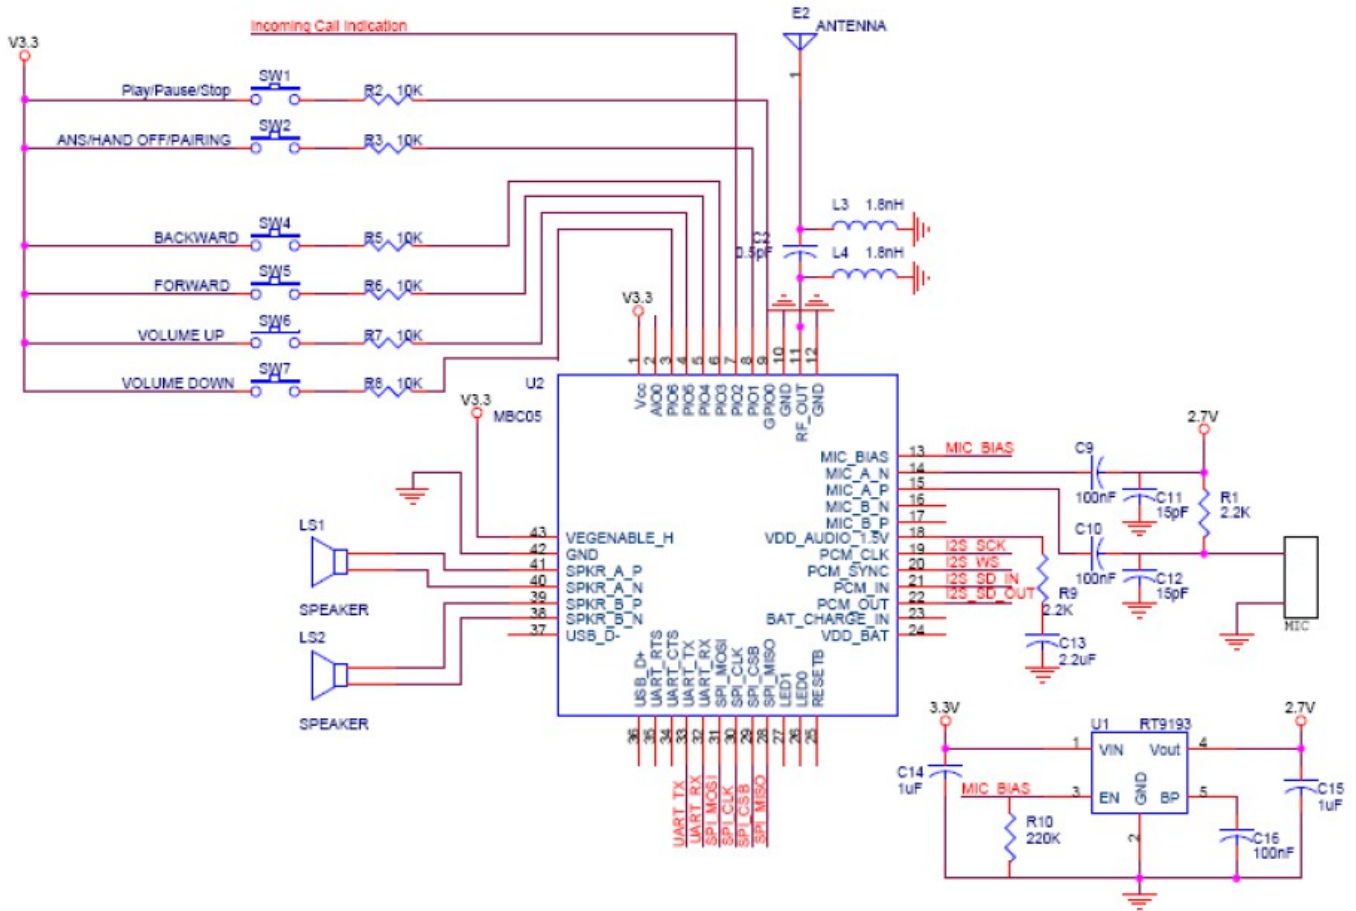 Incoming Call Indication
E2
ANTENNA
1
V3.3
Play/Pause/Stop
SW1
R2 10K
ANS/HAND OFF/PAIRING
SW2
R3 10K
BACKWARD
SW4
R5 10K
FORWARD
SW5
R6 10K
VOLUME UP
SW6
R7 10K
VOLUME DOWN
SW7
R8 10K
L3 1.8nH
0.5pF
L4 1.8nH
V3.3
1 2 3 4 5 6 7 8 9 10 11 12
U2
MBC05
Vcc
AIO0
PIO6
PIO5
PIO4
PIO3
PIO2
PIO1
GPIO0
GND
RF_OUT
GND
V3.3
43 VEGENABLE_H
42 GND
41 SPKR_A_P
40 SPKR_A_N
39 SPKR_B_P
38 SPKR_B_N
37 USB_D-
LS1
SPEAKER
LS2
SPEAKER
MIC_BIAS 13 MIC_BIAS
MIC_A_N 14
MIC_A_P 15
MIC_B_N 16
MIC_B_P 17
VDD_AUDIO_1.5V 18
PCM_CLK 19 I2S_SCK
PCM_SYNC 20 I2S_WS
PCM_IN 21 I2S_SD_IN
PCM_OUT 22 I2S_SD_OUT
BAT_CHARGE_IN 23
VDD_BAT 24
2.7V
C9
100nF
C11
15pF
R1
2.2K
C10
100nF
C12
15pF
R9
2.2K
C13
2.2uF
MIC
USB_D+
UART_RTS
UART_CTS
UART_TX
UART_RX
SPI_MOSI
SPI_CLK
SPI_CSB
SPI_MISO
LED1
LED0
RESETB
36 35 34 33 32 31 30 29 28 27 26 25
UART_TX
UART_RX
SPI_MOSI
SPI_CLK
SPI_CSB
SPI_MISO
3.3V
U1 RT9193
2.7V
1 VIN Vout 4
C14
1uF
MIC_BIAS
3 EN GND BP 5
2
R10
220K
C16
100nF
C15
1uF